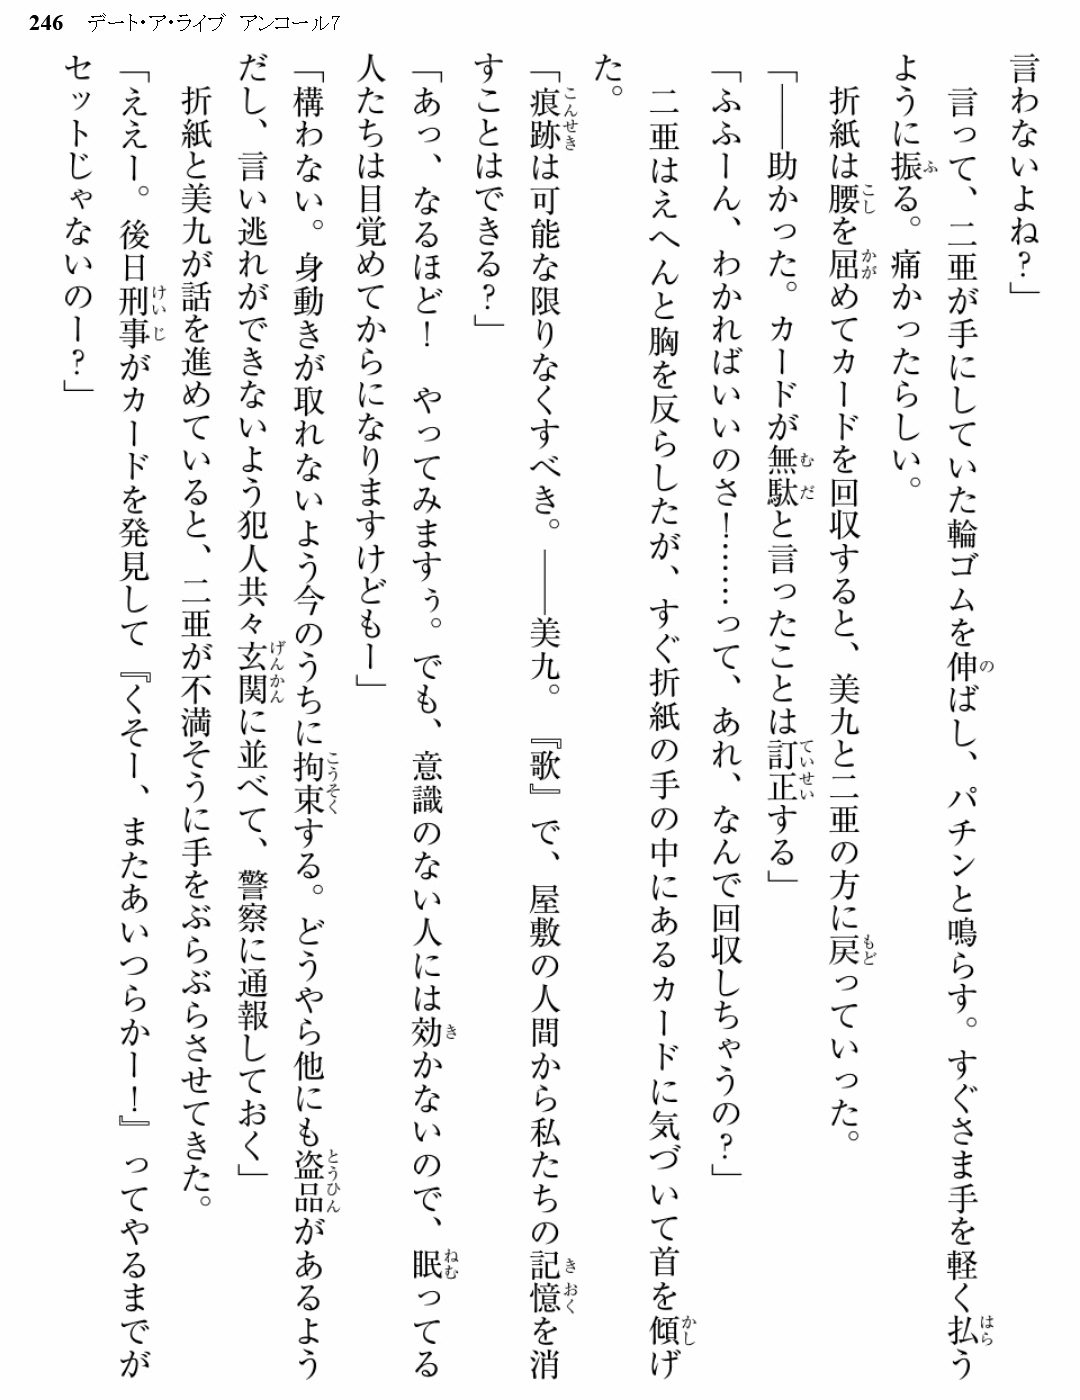 246 デート・ア・ライブ アンコール7
言わないよね？」
　言って、二亜が手にしていた輪ゴムを伸ばし、パチンと鳴らす。すぐさま手を軽く払う
ように振る。痛かったらしい。
　折紙は腰を屈めてカードを回収すると、美九と二亜の方に戻っていった。
「――助かった。カードが無駄と言ったことは訂正する」
「ふふーん、わかればいいのさ！……って、あれ、なんで回収しちゃうの？」
　二亜はえへんと胸を反らしたが、すぐ折紙の手の中にあるカードに気づいて首を傾げ
た。
「痕跡は可能な限りなくすべき。――美九。『歌』で、屋敷の人間から私たちの記憶を消
すことはできる？」
「あっ、なるほど！　やってみますぅ。でも、意識のない人には効かないので、眠ってる
人たちは目覚めてからになりますけどもー」
「構わない。身動きが取れないよう今のうちに拘束する。どうやら他にも盗品があるよう
だし、言い逃れができないよう犯人共々玄関に並べて、警察に通報しておく」
　折紙と美九が話を進めていると、二亜が不満そうに手をぶらぶらさせてきた。
「ええー。後日刑事がカードを発見して『くそー、またあいつらかー！』ってやるまでが
セットじゃないのー？」